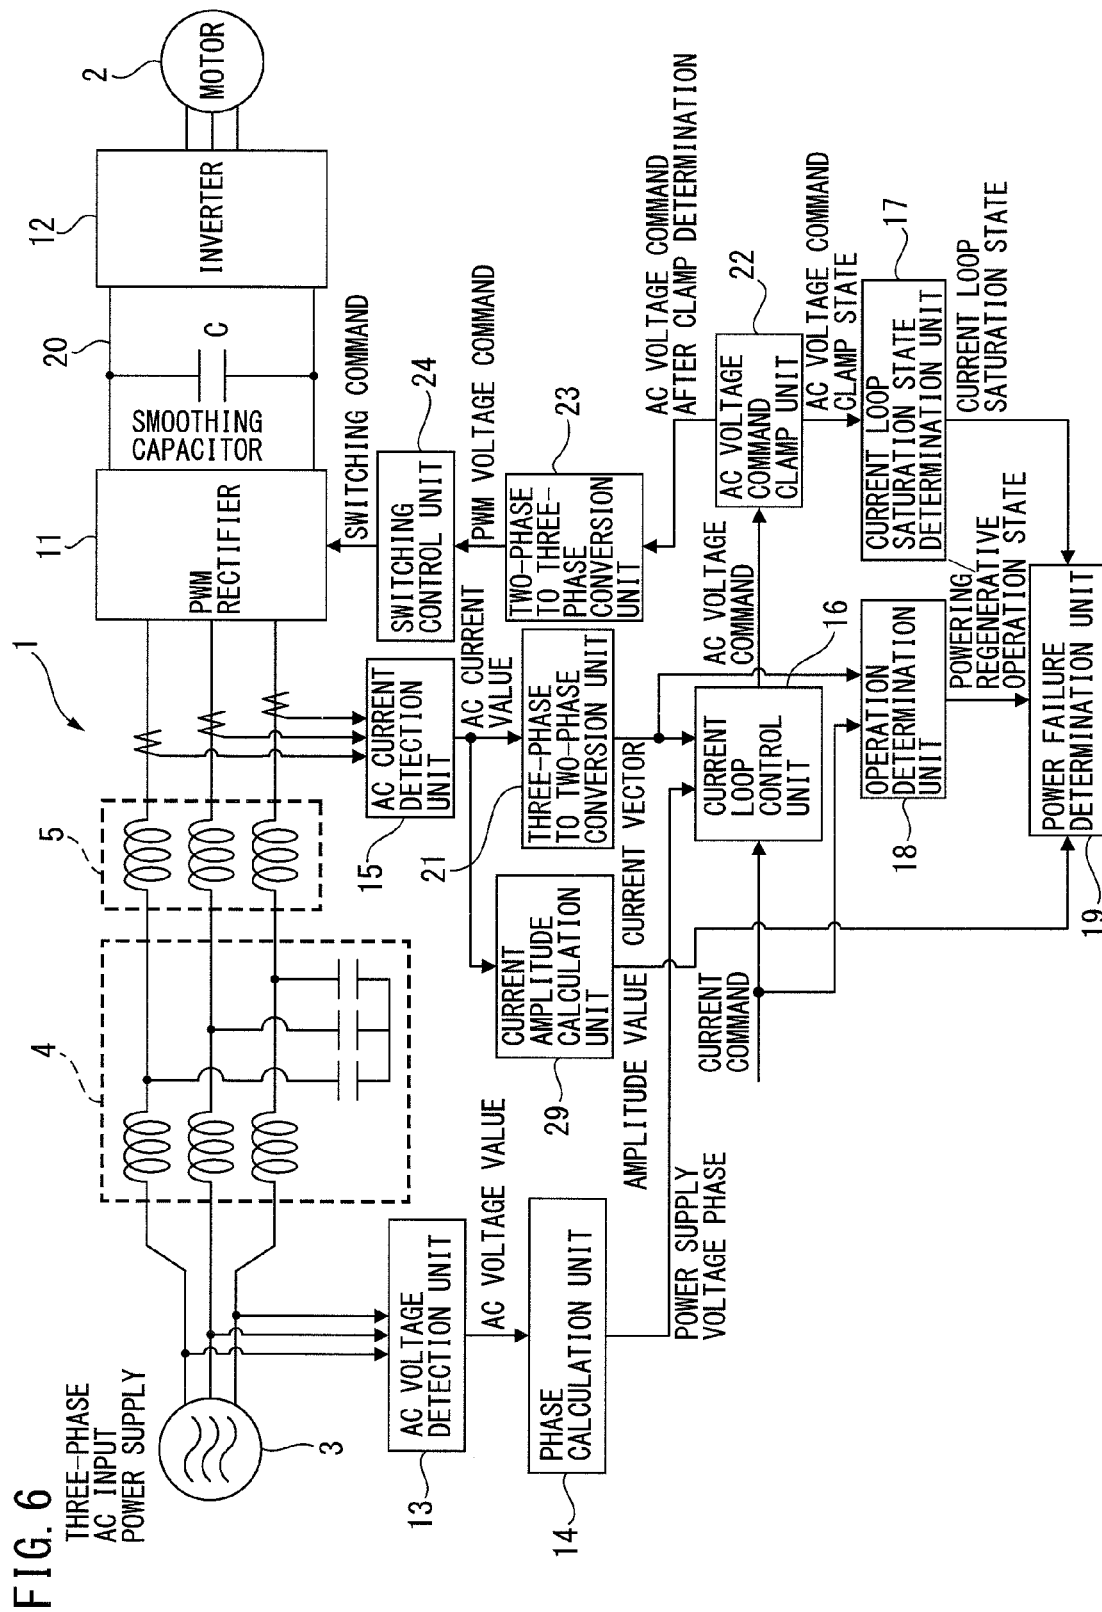 FIG. 6
THREE-PHASE
AC INPUT
POWER SUPPLY
3
4
5
1
11
PWM
RECTIFIER
SMOOTHING
CAPACITOR
C
20
12
INVERTER
2
MOTOR
13
AC VOLTAGE
DETECTION UNIT
AC VOLTAGE VALUE
14
PHASE
CALCULATION UNIT
POWER SUPPLY
VOLTAGE PHASE
15
AC CURRENT
DETECTION
UNIT
AC CURRENT
VALUE
SWITCHING COMMAND
24
SWITCHING
CONTROL UNIT
PWM VOLTAGE COMMAND
29
CURRENT
AMPLITUDE
CALCULATION
UNIT
AMPLITUDE VALUE
21
THREE-PHASE
TO TWO-PHASE
CONVERSION UNIT
CURRENT VECTOR
23
TWO-PHASE
TO THREE-
PHASE
CONVERSION
UNIT
AC VOLTAGE COMMAND
AFTER CLAMP DETERMINATION
CURRENT
COMMAND
CURRENT
LOOP
CONTROL
UNIT
16
AC VOLTAGE
COMMAND
AC VOLTAGE
COMMAND
CLAMP UNIT
22
AC VOLTAGE COMMAND
CLAMP STATE
18
OPERATION
DETERMINATION
UNIT
POWERING
REGENERATIVE
OPERATION STATE
CURRENT LOOP
SATURATION STATE
DETERMINATION UNIT
17
CURRENT LOOP
SATURATION STATE
19
POWER FAILURE
DETERMINATION UNIT